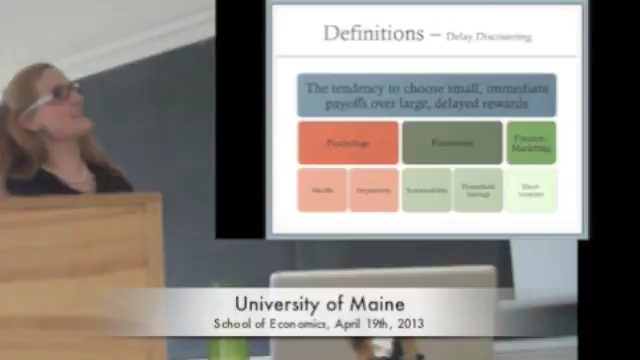 Definitions – Delay Discounting
The tendency to choose small, immediate
payoffs over large, delayed rewards
Psychology
Economics
Finance/
Marketing
Health
Sustainability
Household
Savings
University of Maine
School of Economics, April 19th, 2013